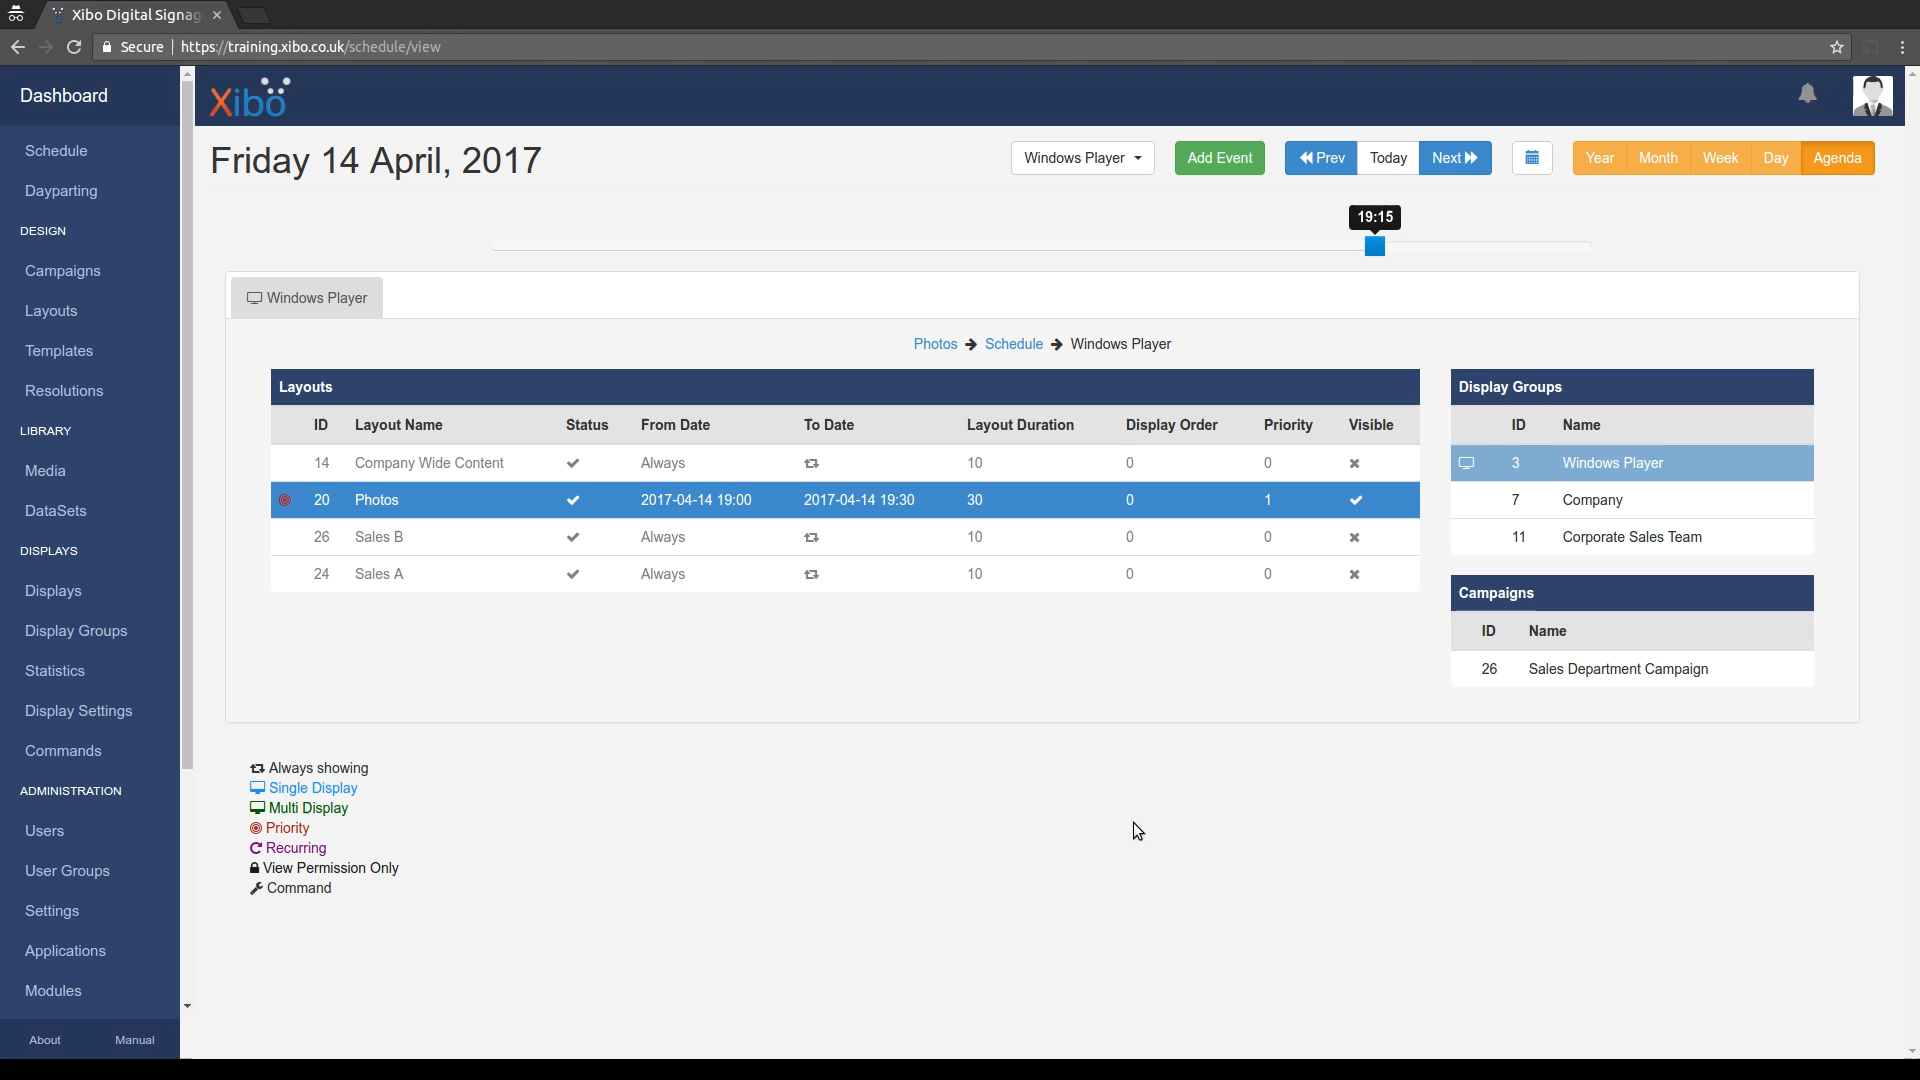 Xibo Digital Signag
Secure https://training.xibo.co.uk/schedule/view
Dashboard
Xibo
Schedule
Dayparting
DESIGN
Campaigns
Layouts
Templates
Resolutions
LIBRARY
Media
DataSets
DISPLAYS
Displays
Display Groups
Statistics
Display Settings
Commands
ADMINISTRATION
Users
User Groups
Settings
Applications
Modules
About Manual
Friday 14 April, 2017
Windows Player Add Event Prev Today Next Year Month Week Day Agenda
19:15
Windows Player
Photos Schedule Windows Player
Layouts
ID Layout Name Status From Date To Date Layout Duration Display Order Priority Visible
14 Company Wide Content Always 10 0 0
20 Photos 2017-04-14 19:00 2017-04-14 19:30 30 0 1
26 Sales B Always 10 0 0
24 Sales A Always 10 0 0
Display Groups
ID Name
3 Windows Player
7 Company
11 Corporate Sales Team
Campaigns
ID Name
26 Sales Department Campaign
Always showing
Single Display
Multi Display
Priority
Recurring
View Permission Only
Command